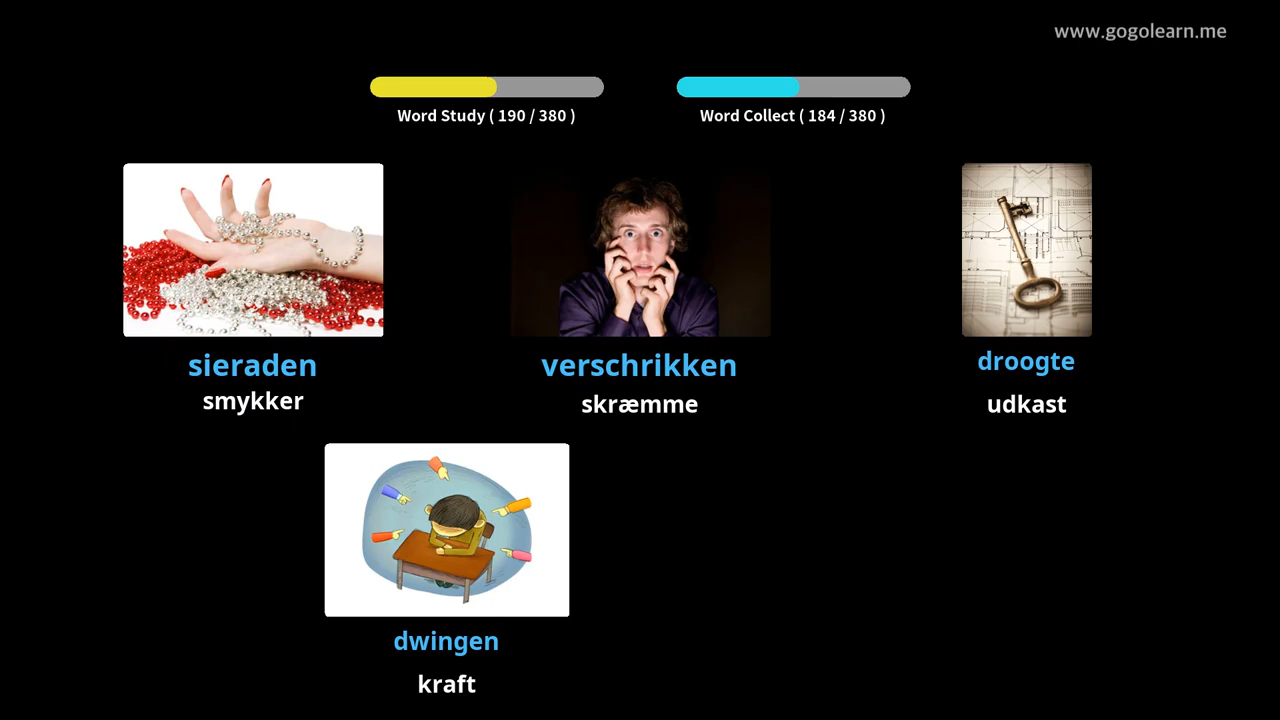 www.gogolearn.me
Word Study ( 190 / 380 )
Word Collect ( 184 / 380 )
sieraden
smykker
verschrikken
skræmme
droogte
udkast
dwingen
kraft